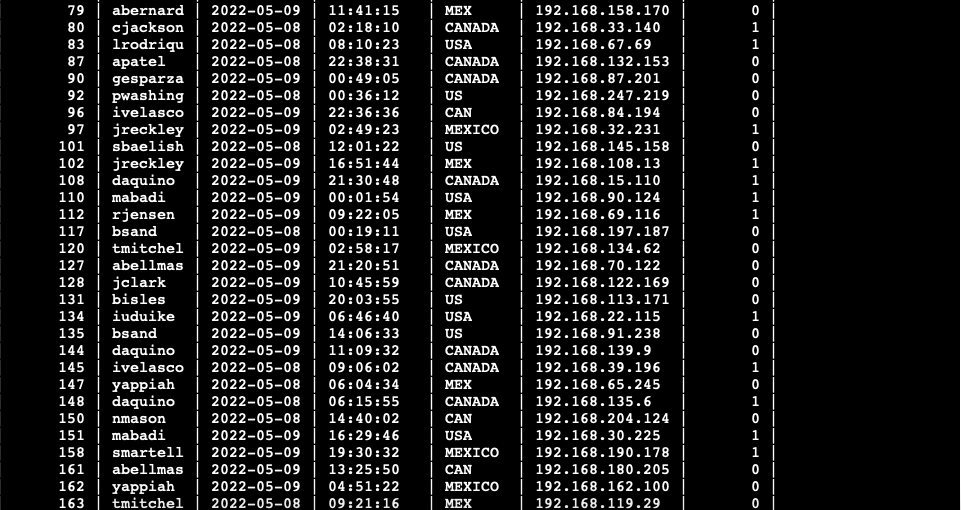 79 | abernard | 2022-05-09 | 11:41:15 | MEX | 192.168.158.170 | 0 |
80 | cjackson | 2022-05-08 | 02:18:10 | CANADA | 192.168.33.140 | 1 |
83 | lrodriqu | 2022-05-08 | 08:10:23 | USA | 192.168.67.69 | 1 |
87 | apatel | 2022-05-08 | 22:38:31 | CANADA | 192.168.132.153 | 0 |
90 | gesparza | 2022-05-09 | 00:49:05 | CANADA | 192.168.87.201 | 0 |
92 | pwashing | 2022-05-08 | 00:36:12 | US | 192.168.247.219 | 0 |
96 | ivelasco | 2022-05-09 | 22:36:36 | CAN | 192.168.84.194 | 0 |
97 | jreckley | 2022-05-09 | 02:49:23 | MEXICO | 192.168.32.231 | 1 |
101 | sbaelish | 2022-05-08 | 12:01:22 | US | 192.168.145.158 | 0 |
102 | jreckley | 2022-05-09 | 16:51:44 | MEX | 192.168.108.13 | 1 |
108 | daquino | 2022-05-09 | 21:30:48 | CANADA | 192.168.15.110 | 1 |
110 | mabadi | 2022-05-09 | 00:01:54 | USA | 192.168.90.124 | 1 |
112 | rjensen | 2022-05-09 | 09:22:05 | MEX | 192.168.69.116 | 1 |
117 | bsand | 2022-05-08 | 00:19:11 | USA | 192.168.197.187 | 0 |
120 | tmitchel | 2022-05-09 | 02:58:17 | MEXICO | 192.168.134.62 | 0 |
127 | abellmas | 2022-05-09 | 21:20:51 | CANADA | 192.168.70.122 | 0 |
128 | jclark | 2022-05-09 | 10:45:59 | CANADA | 192.168.122.169 | 0 |
131 | bisles | 2022-05-09 | 20:03:55 | US | 192.168.113.171 | 0 |
134 | iuduike | 2022-05-09 | 06:46:40 | USA | 192.168.22.115 | 1 |
135 | bsand | 2022-05-09 | 14:06:33 | US | 192.168.91.238 | 0 |
144 | daquino | 2022-05-09 | 11:09:32 | CANADA | 192.168.139.9 | 0 |
145 | ivelasco | 2022-05-08 | 09:06:02 | CANADA | 192.168.39.196 | 1 |
147 | yappiah | 2022-05-08 | 06:04:34 | MEX | 192.168.65.245 | 0 |
148 | daquino | 2022-05-08 | 06:15:55 | CANADA | 192.168.135.6 | 1 |
150 | nmason | 2022-05-08 | 14:40:02 | CAN | 192.168.204.124 | 0 |
151 | mabadi | 2022-05-09 | 16:29:46 | USA | 192.168.30.225 | 1 |
158 | smartell | 2022-05-09 | 19:30:32 | MEXICO | 192.168.190.178 | 1 |
161 | abellmas | 2022-05-09 | 13:25:50 | CAN | 192.168.180.205 | 0 |
162 | yappiah | 2022-05-09 | 04:51:22 | MEXICO | 192.168.162.100 | 0 |
163 | tmitchel | 2022-05-08 | 09:21:16 | MEX | 192.168.119.29 | 0 |